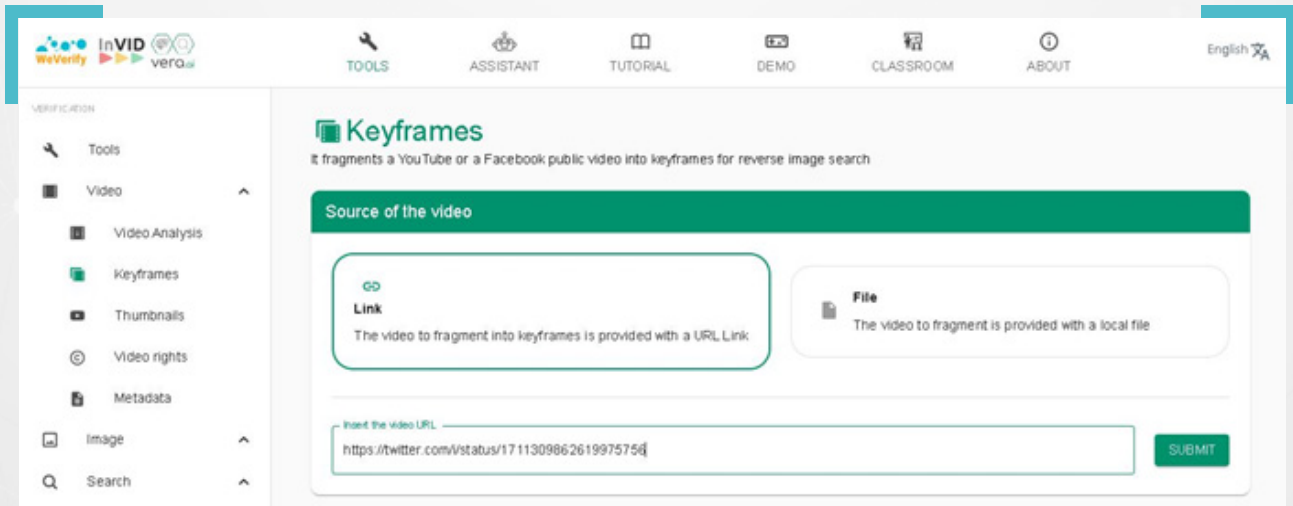 WeVerify InVID vera.ai
TOOLS ASSISTANT TUTORIAL DEMO CLASSROOM ABOUT English
VERIFICATION
Tools
Video
Video Analysis
Keyframes
Thumbnails
Video rights
Metadata
Image
Search
Keyframes
It fragments a YouTube or a Facebook public video into keyframes for reverse image search
Source of the video
Link
The video to fragment into keyframes is provided with a URL Link
File
The video to fragment is provided with a local file
Insert the video URL
https://twitter.com/i/status/1711309862619975756
SUBMIT